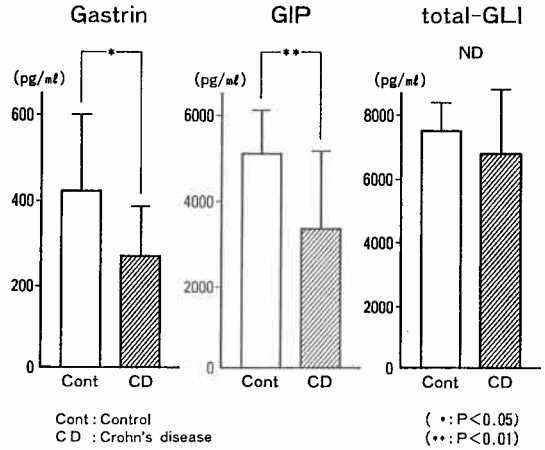 Gastrin
(pg/mℓ)
*
600
400
200
0
Cont CD
GIP
(pg/mℓ)
**
6000
4000
2000
0
Cont CD
total-GLI
ND
(pg/mℓ)
8000
6000
4000
2000
0
Cont CD
Cont : Control
CD : Crohn's disease
( * : P<0.05)
(** : P<0.01)